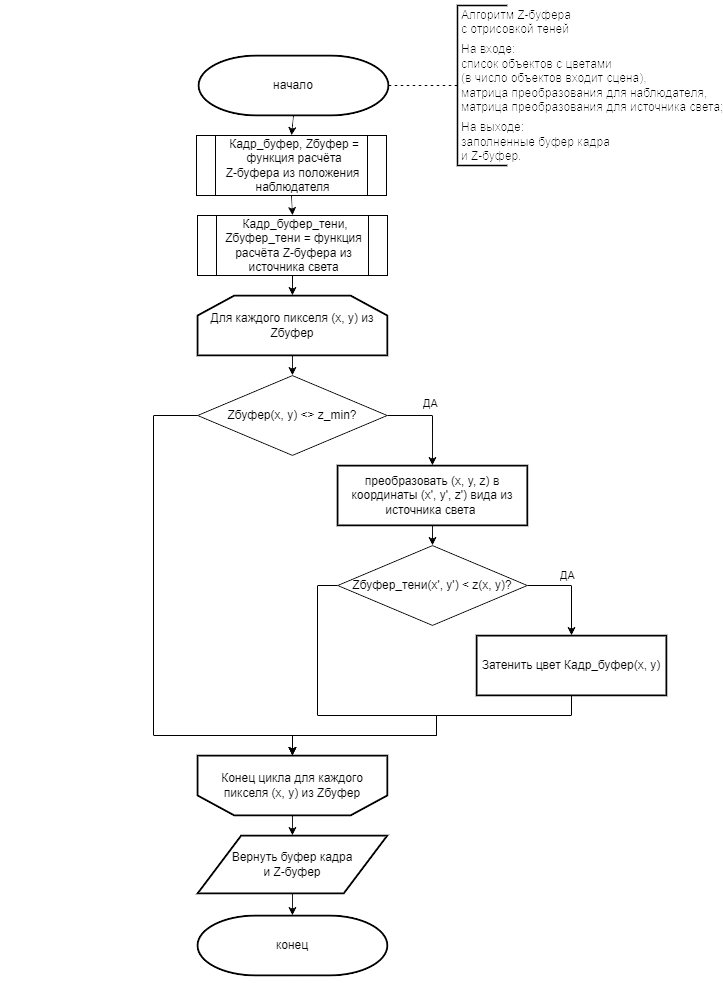 Алгоритм Z-буфера
с отрисовкой теней
На входе:
список объектов с цветами
(в число объектов входит сцена),
матрица преобразования для наблюдателя,
матрица преобразования для источника света;
На выходе:
заполненные буфер кадра
и Z-буфер.
начало
Кадр_буфер, Zбуфер =
функция расчёта
Z-буфера из положения
наблюдателя
Кадр_буфер_тени,
Zбуфер_тени = функция
расчёта Z-буфера из
источника света
Для каждого пикселя (x, y) из
Zбуфер
Zбуфер(x, y) <> z_min?
ДА
преобразовать (x, y, z) в
координаты (x', y', z') вида из
источника света
Zбуфер_тени(x', y') < z(x, y)?
ДА
Затенить цвет Кадр_буфер(x, y)
Конец цикла для каждого
пикселя (x, y) из Zбуфер
Вернуть буфер кадра
и Z-буфер
конец